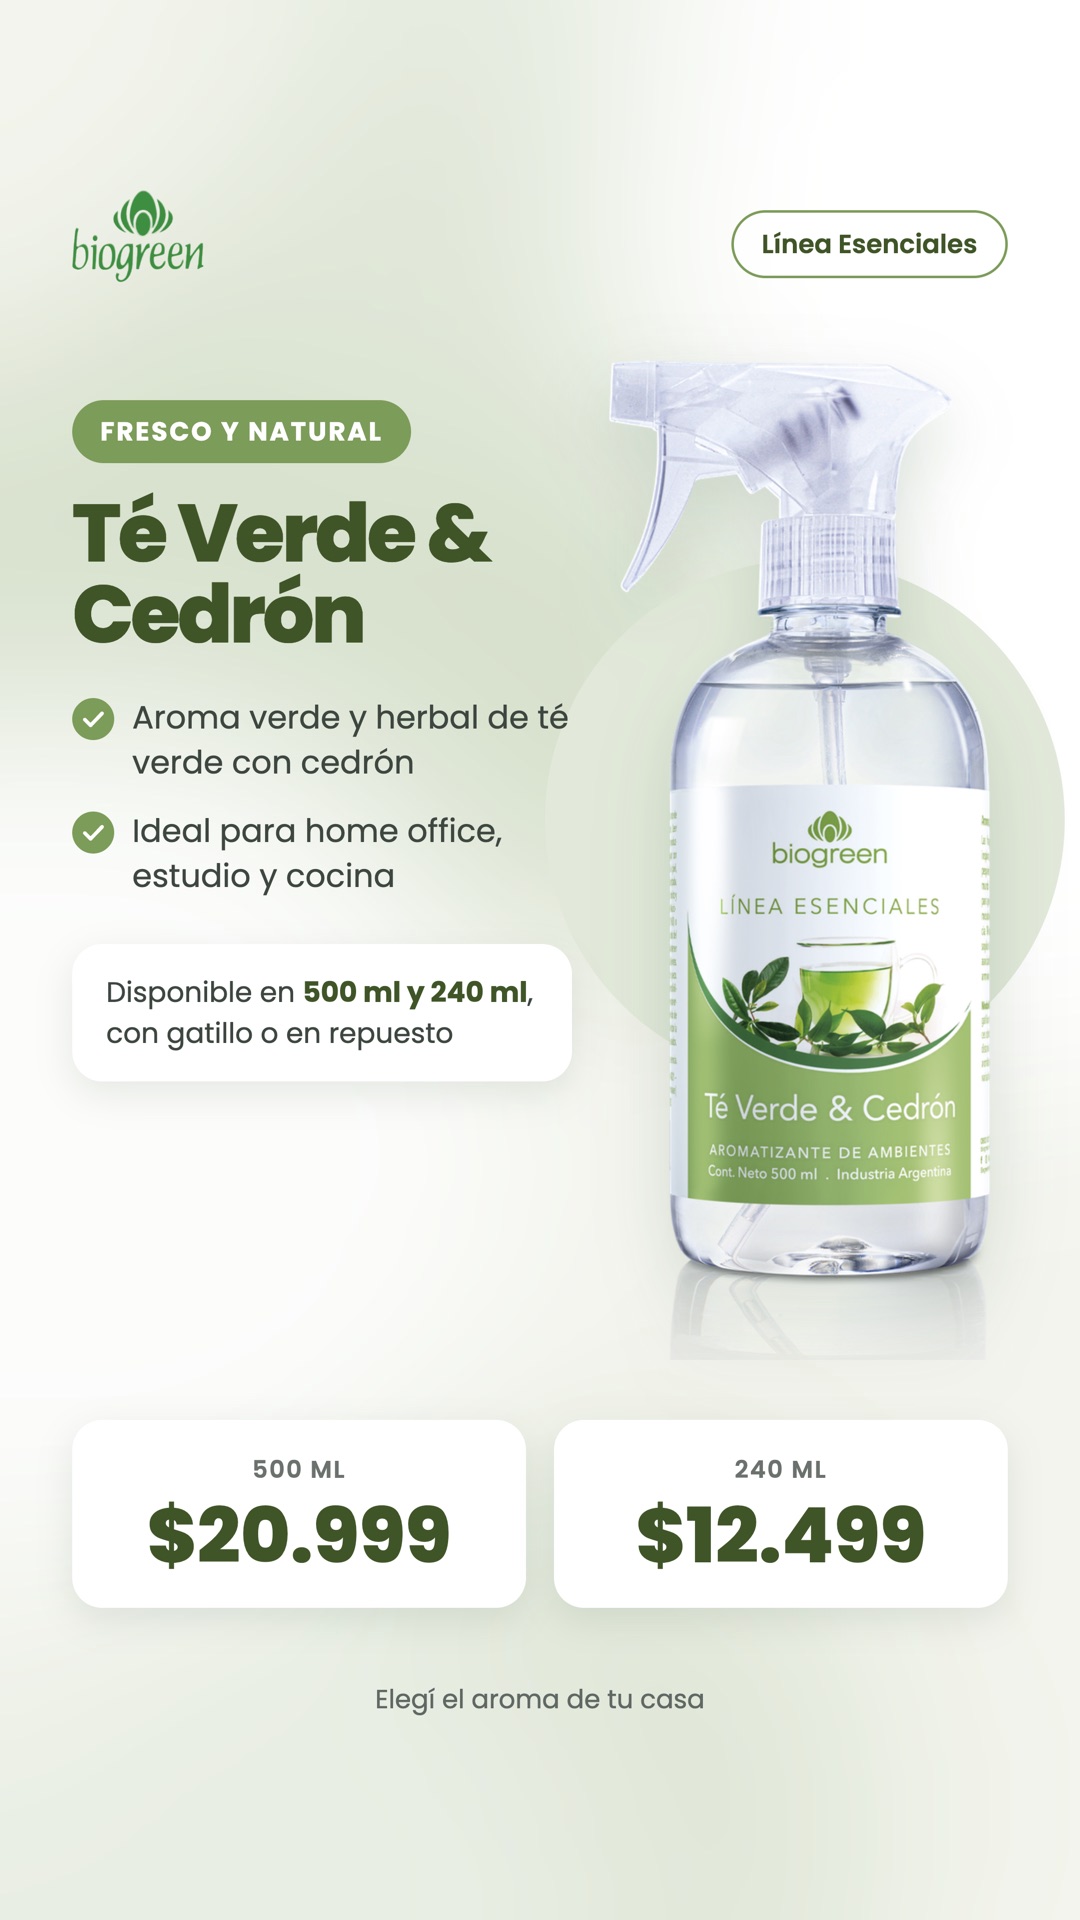 biogreen
Línea Esenciales
FRESCO Y NATURAL
Té Verde &
Cedrón
Aroma verde y herbal de té
verde con cedrón
Ideal para home office,
estudio y cocina
Disponible en 500 ml y 240 ml,
con gatillo o en repuesto
biogreen
LÍNEA ESENCIALES
Té Verde & Cedrón
AROMATIZANTE DE AMBIENTES
Cont. Neto 500 ml . Industria Argentina
500 ML
$20.999
240 ML
$12.499
Elegí el aroma de tu casa